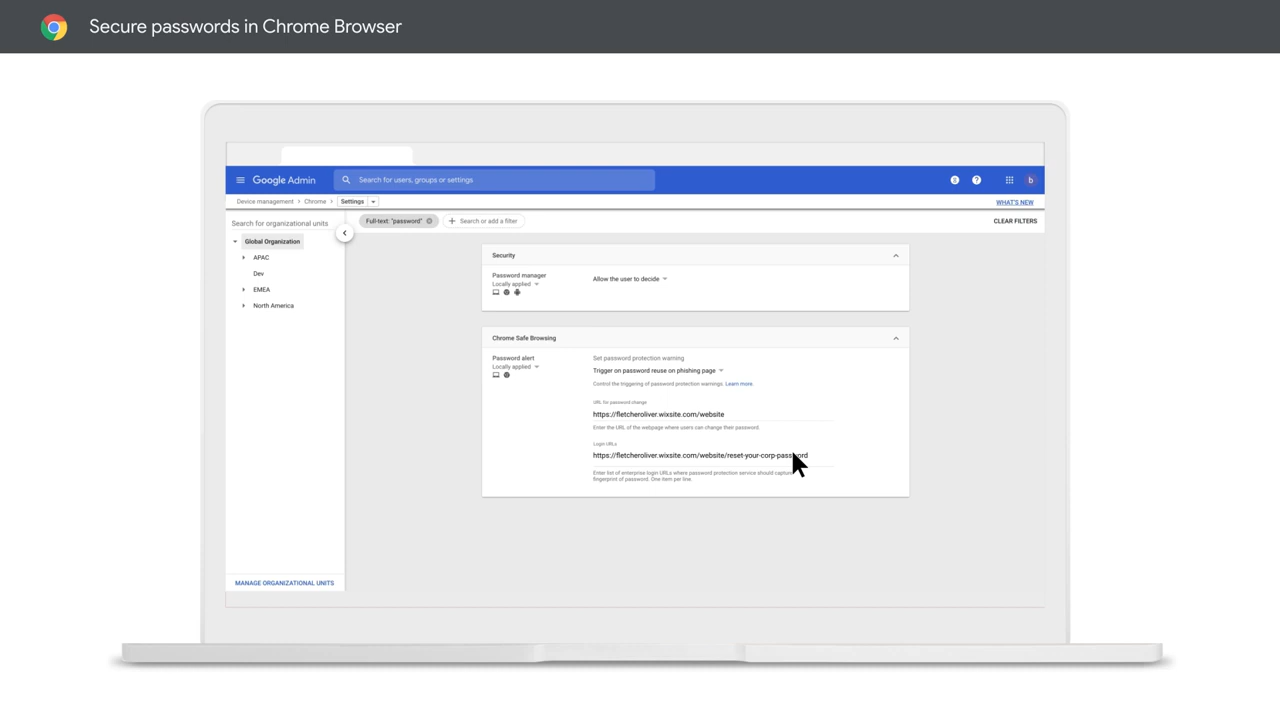 Secure passwords in Chrome Browser
Google Admin
Search for users, groups or settings
b
Device management > Chrome > Settings
WHAT'S NEW
Search for organizational units
Full-text: "password"
+ Search or add a filter
CLEAR FILTERS
Global Organization
APAC
Dev
EMEA
North America
MANAGE ORGANIZATIONAL UNITS
Security
Password manager
Locally applied
Allow the user to decide
Chrome Safe Browsing
Password alert
Locally applied
Set password protection warning
Trigger on password reuse on phishing page
Control the triggering of password protection warnings. Learn more
URL for password change
https://fletcheroliver.wixsite.com/website
Enter the URL of the webpage where users can change their password.
Login URLs
https://fletcheroliver.wixsite.com/website/reset-your-corp-password
Enter list of enterprise login URLs where password protection service should capture
fingerprint of password. One item per line.